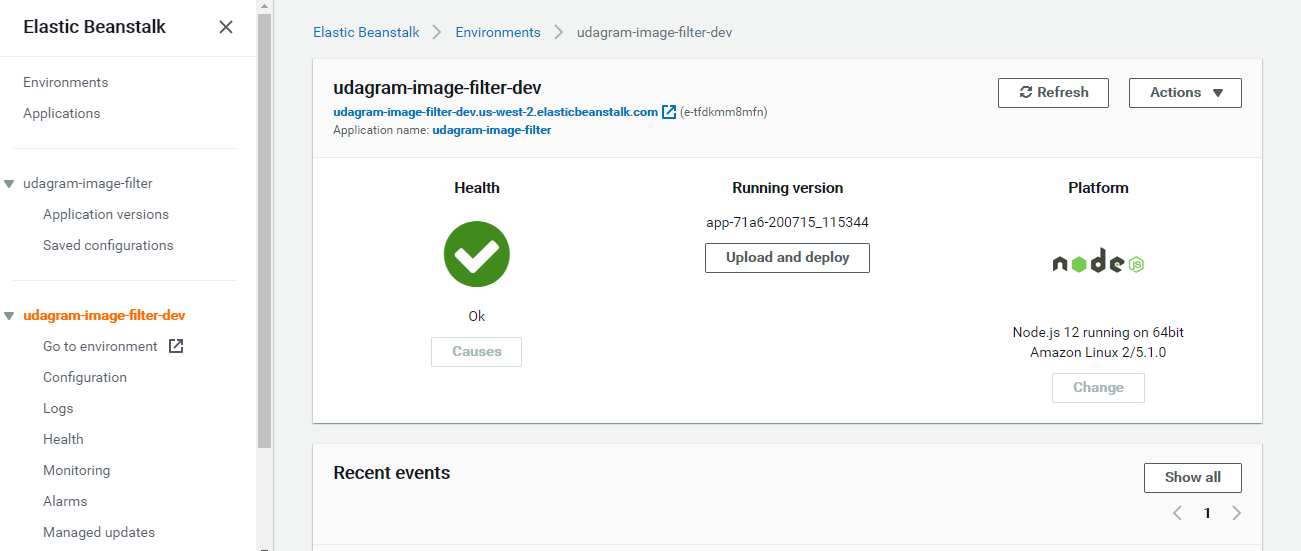 Elastic Beanstalk
Environments
Applications
udagram-image-filter
Application versions
Saved configurations
udagram-image-filter-dev
Go to environment
Configuration
Logs
Health
Monitoring
Alarms
Managed updates
Elastic Beanstalk Environments udagram-image-filter-dev
udagram-image-filter-dev
Refresh Actions
udagram-image-filter-dev.us-west-2.elasticbeanstalk.com (e-tfdkmm8mfn)
Application name: udagram-image-filter
Health
Ok
Causes
Running version
app-71a6-200715_115344
Upload and deploy
Platform
node JS
Node.js 12 running on 64bit
Amazon Linux 2/5.1.0
Change
Recent events
Show all
1